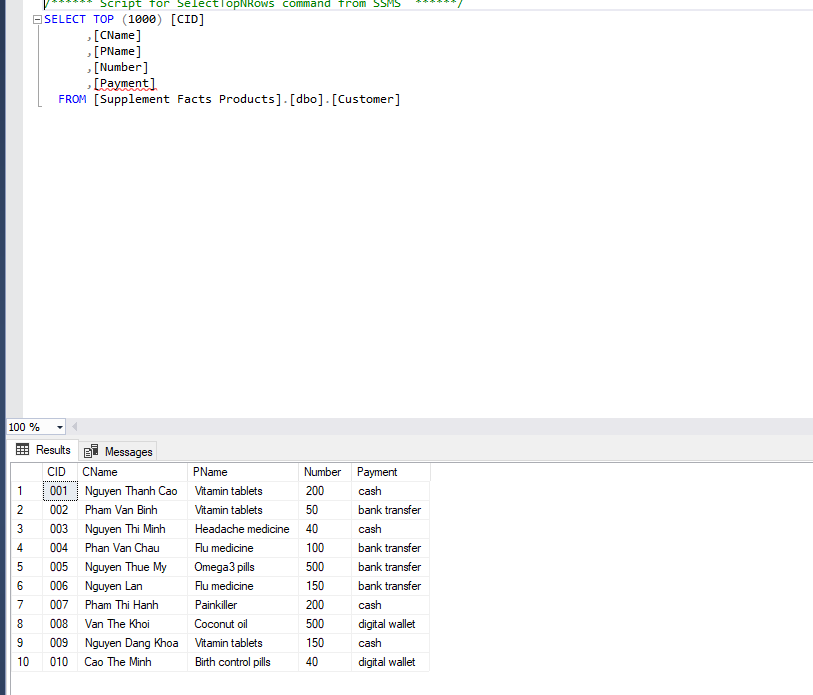 /****** Script for SelectTopNRows command from SSMS  ******/
SELECT TOP (1000) [CID]
,[CName]
,[PName]
,[Number]
,[Payment]
FROM [Supplement Facts Products].[dbo].[Customer]
100 %
Results Messages
CID CName PName Number Payment
1 001 Nguyen Thanh Cao Vitamin tablets 200 cash
2 002 Pham Van Binh Vitamin tablets 50 bank transfer
3 003 Nguyen Thi Minh Headache medicine 40 cash
4 004 Phan Van Chau Flu medicine 100 bank transfer
5 005 Nguyen Thue My Omega3 pills 500 bank transfer
6 006 Nguyen Lan Flu medicine 150 bank transfer
7 007 Pham Thi Hanh Painkiller 200 cash
8 008 Van The Khoi Coconut oil 500 digital wallet
9 009 Nguyen Dang Khoa Vitamin tablets 150 cash
10 010 Cao The Minh Birth control pills 40 digital wallet